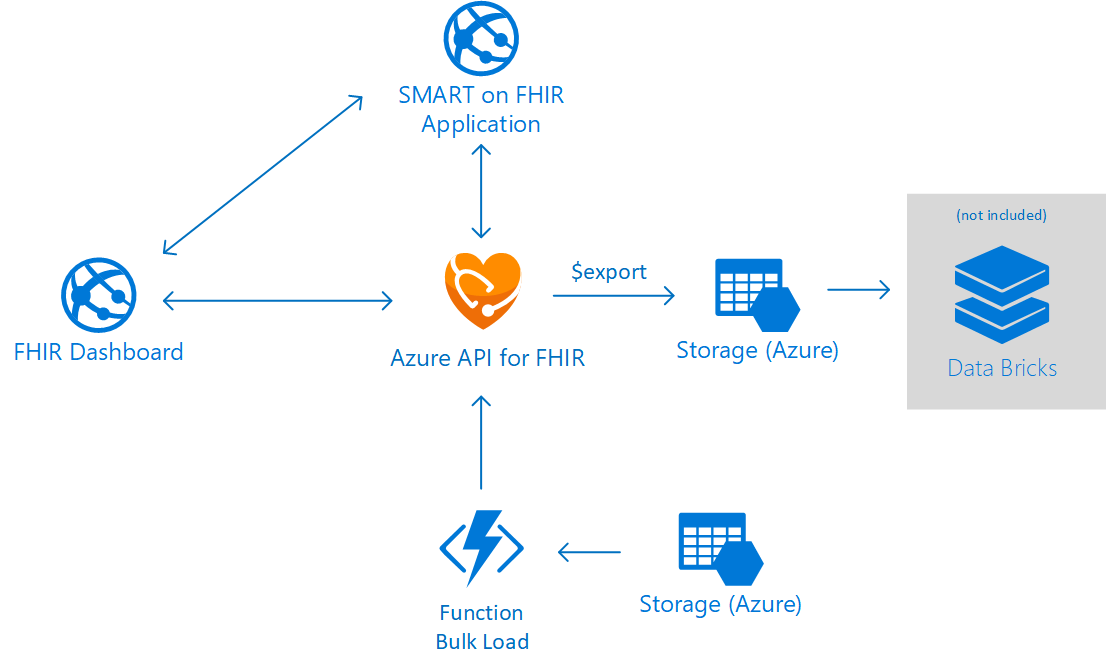 SMART on FHIR
Application
(not included)
$export
FHIR Dashboard
Azure API for FHIR
Storage (Azure)
Data Bricks
Function
Bulk Load
Storage (Azure)